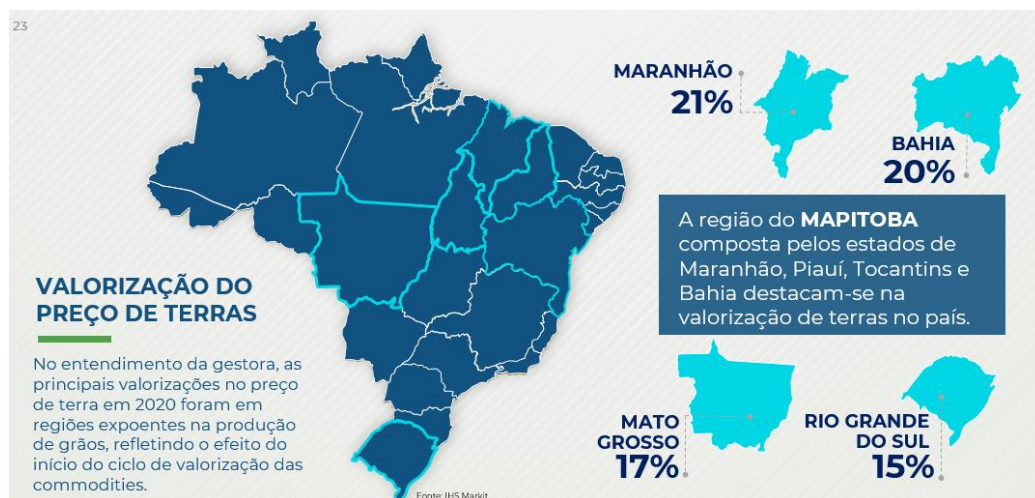 23
VALORIZAÇÃO DO
PREÇO DE TERRAS
No entendimento da gestora, as
principais valorizações no preço
de terra em 2020 foram em
regiões expoentes na produção
de grãos, refletindo o efeito do
início do ciclo de valorização das
commodities.
Fonte: IHS Markit
MARANHÃO
21%
BAHIA
20%
A região do MAPITOBA
composta pelos estados de
Maranhão, Piauí, Tocantins e
Bahia destacam-se na
valorização de terras no país.
MATO
GROSSO
17%
RIO GRANDE
DO SUL
15%